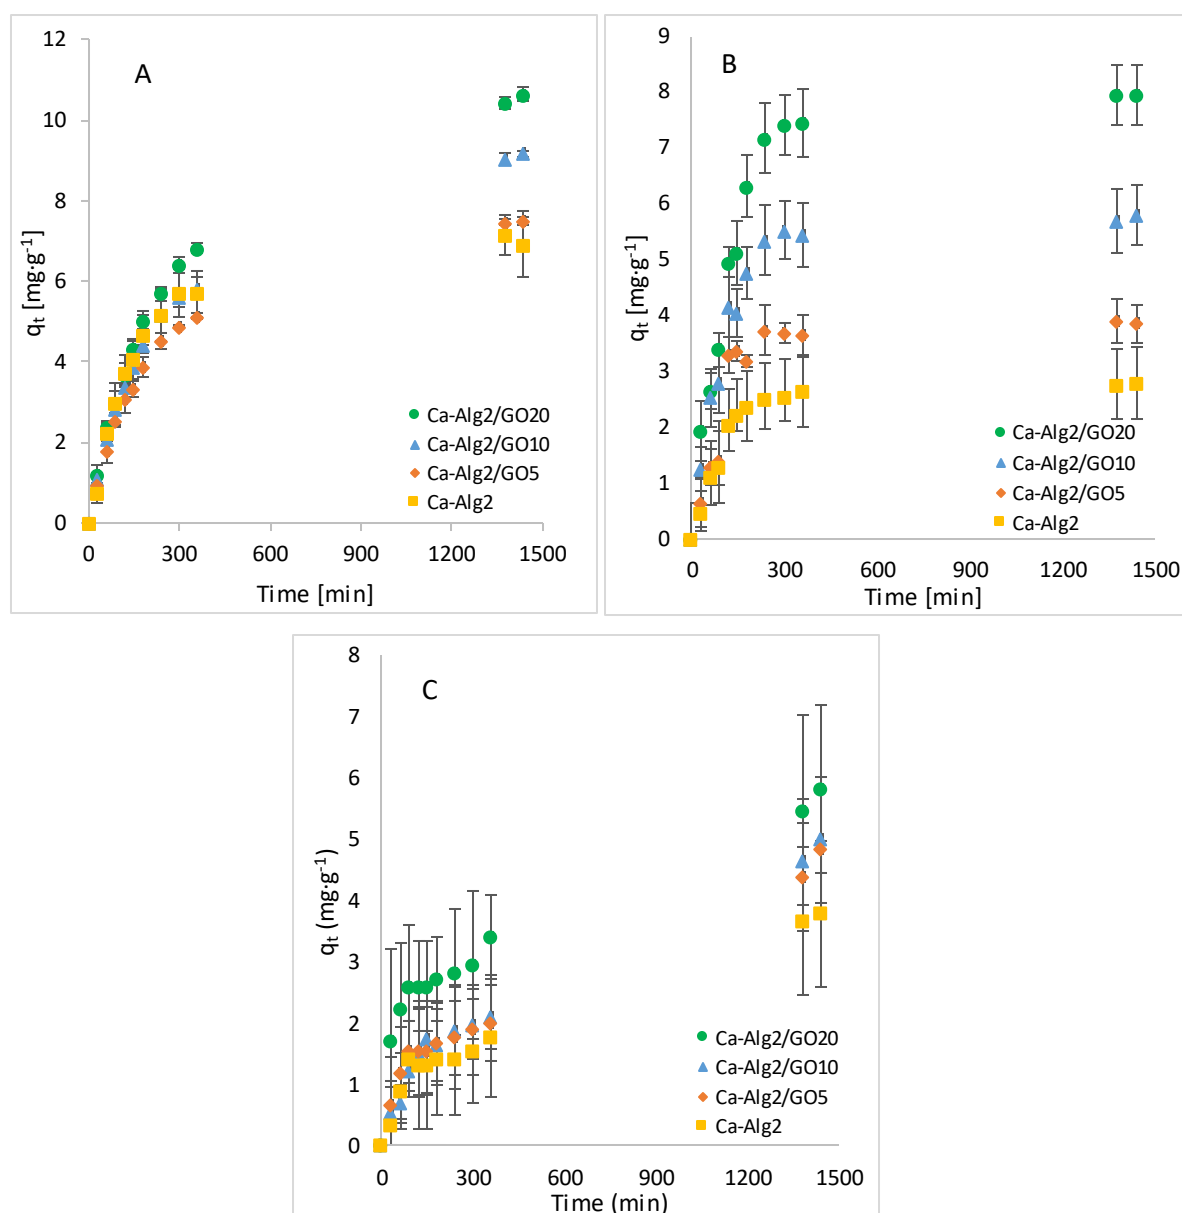 A
12
10
8
6
4
2
0
qt [mg·g-1]
0 300 600 900 1200 1500
Time [min]
Ca-Alg2/GO20
Ca-Alg2/GO10
Ca-Alg2/GO5
Ca-Alg2
B
9
8
7
6
5
4
3
2
1
0
qt [mg·g-1]
0 300 600 900 1200 1500
Time [min]
Ca-Alg2/GO20
Ca-Alg2/GO10
Ca-Alg2/GO5
Ca-Alg2
C
8
7
6
5
4
3
2
1
0
qt (mg·g-1)
0 300 600 900 1200 1500
Time (min)
Ca-Alg2/GO20
Ca-Alg2/GO10
Ca-Alg2/GO5
Ca-Alg2